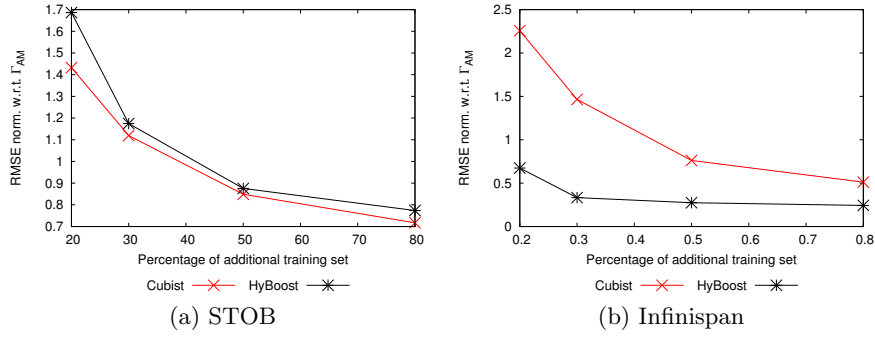 RMSE norm. w.r.t. Γ_AM
1.7
1.6
1.5
1.4
1.3
1.2
1.1
1
0.9
0.8
0.7
20 30 40 50 60 70 80
Percentage of additional training set
Cubist HyBoost
(a) STOB
RMSE norm. w.r.t. Γ_AM
2.5
2
1.5
1
0.5
0
0.2 0.3 0.4 0.5 0.6 0.7 0.8
Percentage of additional training set
Cubist HyBoost
(b) Infinispan